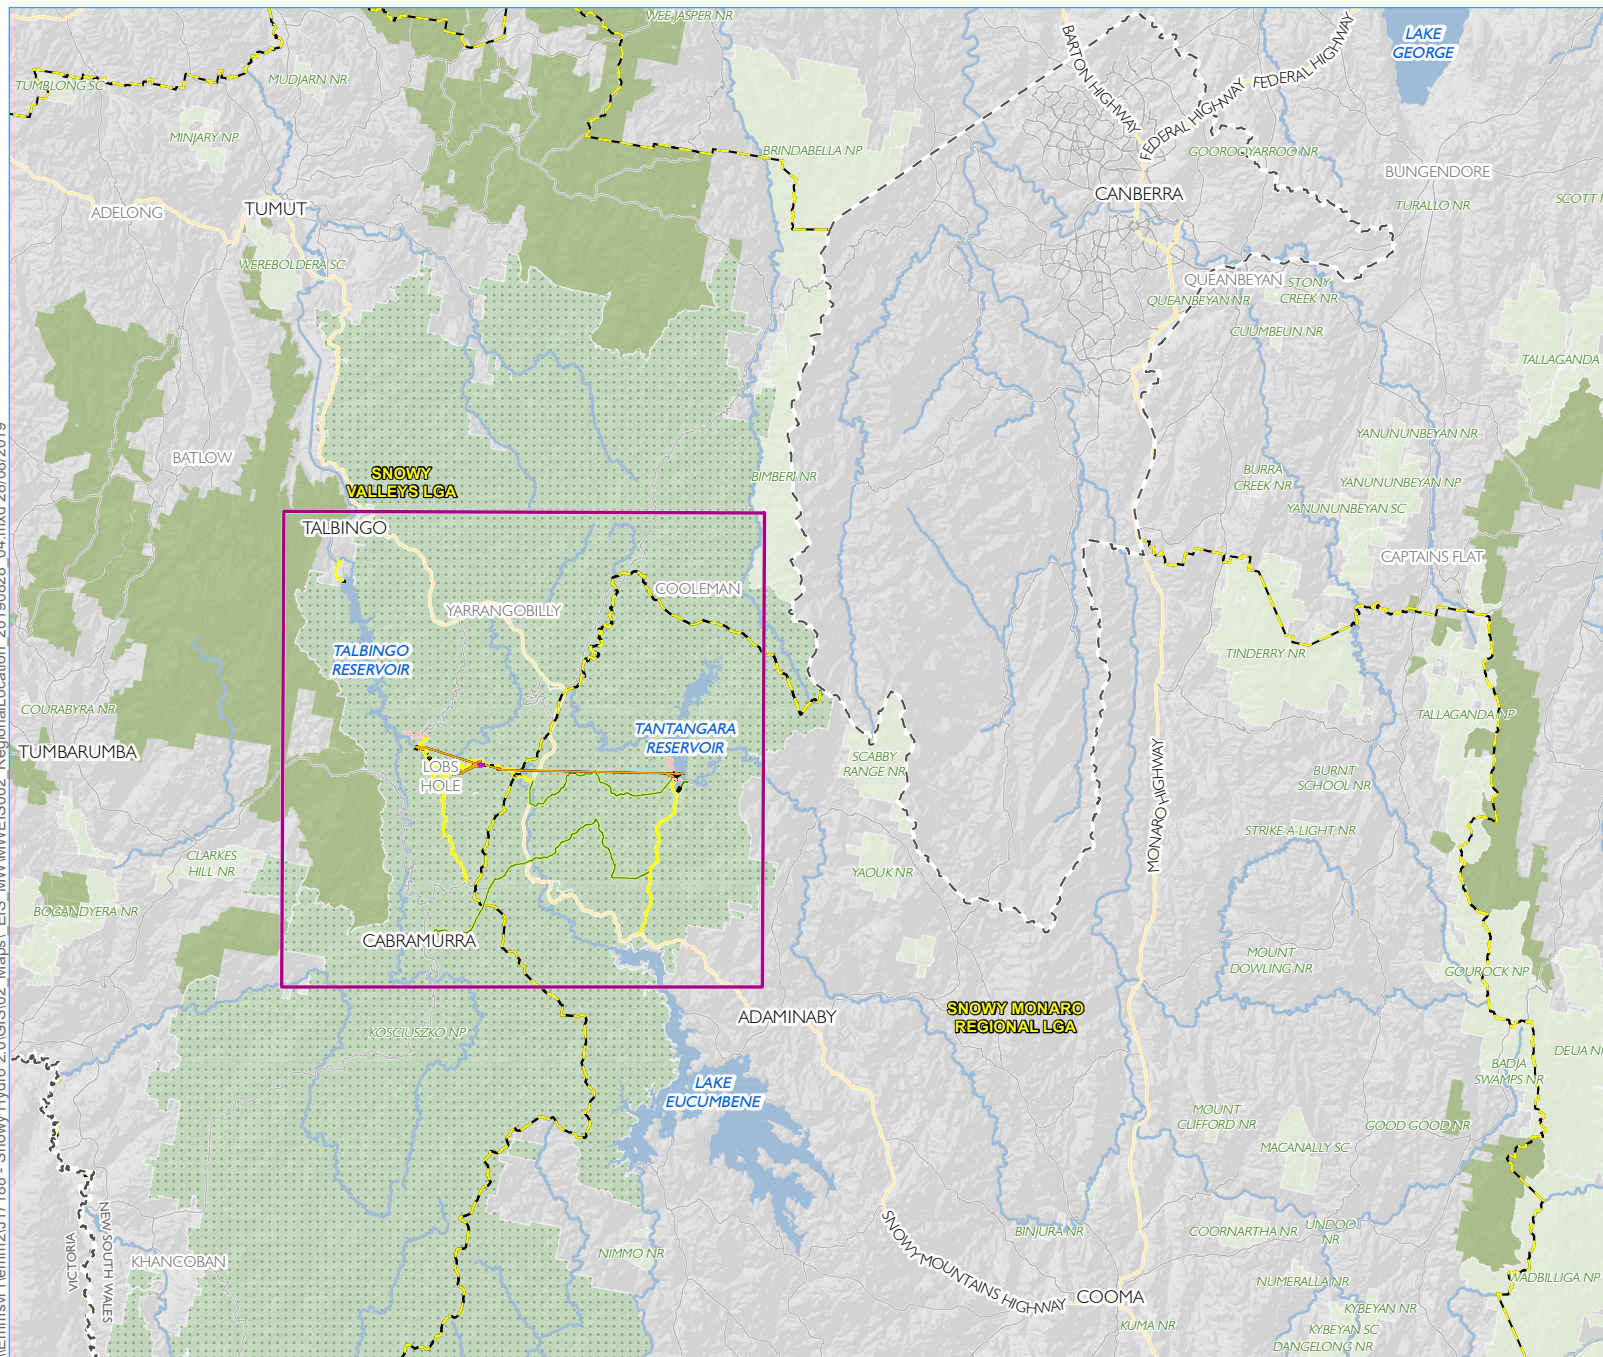 WEE JASPER NR
LAKE
GEORGE
BARTON HIGHWAY
FEDERAL HIGHWAY
FEDERAL HIGHWAY
TUMBLONG SC
MUDJARN NR
MINJARY NP
BRINDABELLA NP
GOOROOYARROO NR
BUNGENDORE
CANBERRA
TURALLO NR
ADELONG
TUMUT
WEREBOLDERA SC
QUEANBEYAN
STONY
CREEK NR
QUEANBEYAN NR
CUUMBEUN NR
TALLAGANDA
YANUNUNBEYAN NR
BATLOW
SNOWY
VALLEYS LGA
BIMBERI NR
BURRA
CREEK NR
YANUNUNBEYAN NP
YANUNUNBEYAN SC
TALBINGO
CAPTAINS FLAT
COOLEMAN
YARRANGOBILLY
TALBINGO
RESERVOIR
TINDERRY NR
COURABYRA NR
TALLAGANDA NP
TANTANGARA
RESERVOIR
TUMBARUMBA
SCABBY
RANGE NR
LOBS
HOLE
BURNT
SCHOOL NR
MONARO HIGHWAY
STRIKE-A-LIGHT NR
CLARKES
HILL NR
YAOUK NR
BOGANDYERA NR
CABRAMURRA
MOUNT
DOWLING NR
GOUROCK NP
SNOWY MONARO
REGIONAL LGA
ADAMINABY
KOSCIUSZKO NP
DEUA
BADJA
SWAMPS NR
LAKE
EUCUMBENE
MOUNT
CLIFFORD NR
GOOD GOOD NR
MACANALLY SC
VICTORIA
NEW SOUTH WALES
KHANCOBAN
NIMMO NR
SNOWY MOUNTAINS HIGHWAY
BINJURA NR
COORNARTHA NR
UNDOO
NR
NUMERALLA NR
WADBILLIGA NP
COOMA
KUMA NR
KYBEYAN NR
KYBEYAN SC
DANGELONG NR